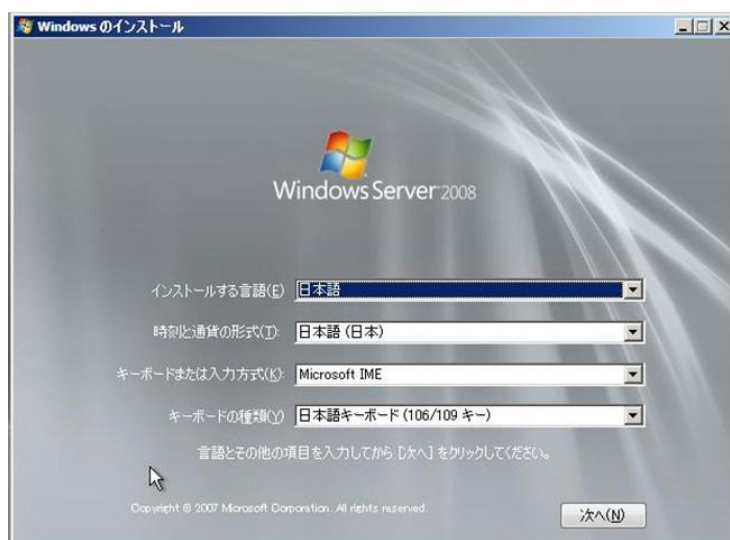 Windows のインストール
Windows Server 2008
インストールする言語(E) 日本語
時刻と通貨の形式(T): 日本語 (日本)
キーボードまたは入力方式(K): Microsoft IME
キーボードの種類(Y) 日本語キーボード (106/109 キー)
言語とその他の項目を入力してから [次へ] をクリックしてください。
Copyright © 2007 Microsoft Corporation. All rights reserved.
次へ(N)